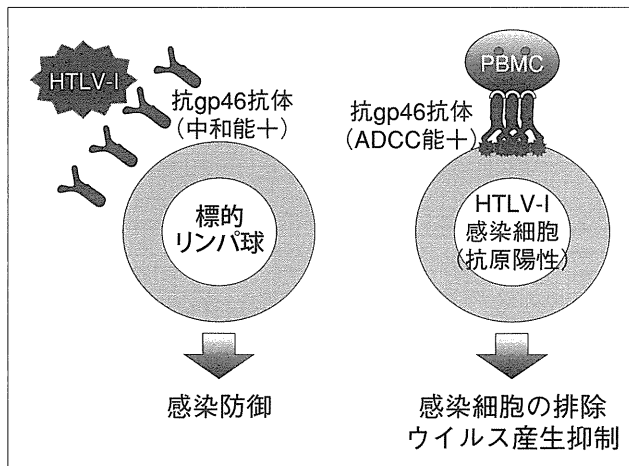 HTLV-I
抗gp46抗体
（中和能＋）
標的
リンパ球
感染防御
PBMC
抗gp46抗体
（ADCC能＋）
HTLV-I
感染細胞
（抗原陽性）
感染細胞の排除
ウイルス産生抑制